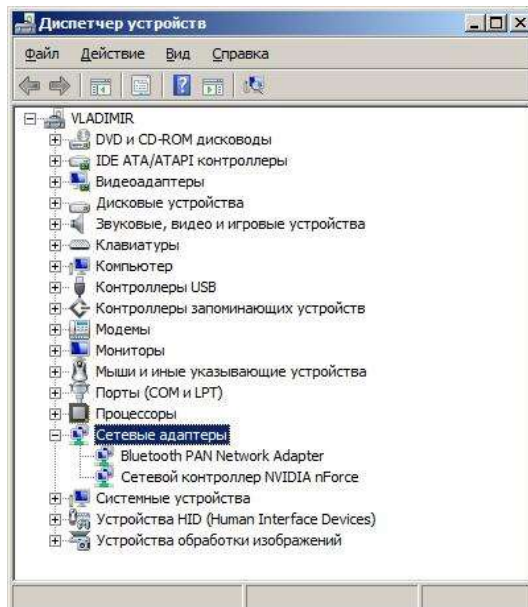 Диспетчер устройств
Файл Действие Вид Справка
VLADIMIR
DVD и CD-ROM дисководы
IDE ATA/ATAPI контроллеры
Видеоадаптеры
Дисковые устройства
Звуковые, видео и игровые устройства
Клавиатуры
Компьютер
Контроллеры USB
Контроллеры запоминающих устройств
Модемы
Мониторы
Мыши и иные указывающие устройства
Порты (COM и LPT)
Процессоры
Сетевые адаптеры
Bluetooth PAN Network Adapter
Сетевой контроллер NVIDIA nForce
Системные устройства
Устройства HID (Human Interface Devices)
Устройства обработки изображений